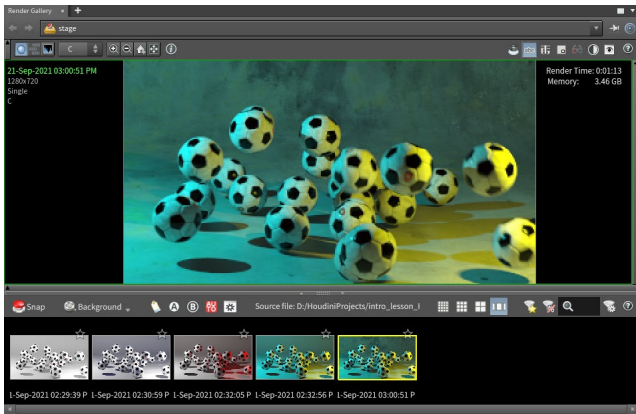 Render Gallery
stage
C
21-Sep-2021 03:00:51 PM
1280x720
Single
C
Render Time: 0:01:13
Memory: 3.46 GB
Snap
Background
A
B
Source file: D:/HoudiniProjects/intro_lesson_I
1-Sep-2021 02:29:39 P
1-Sep-2021 02:30:59 P
1-Sep-2021 02:32:05 P
1-Sep-2021 02:32:56 P
1-Sep-2021 03:00:51 P